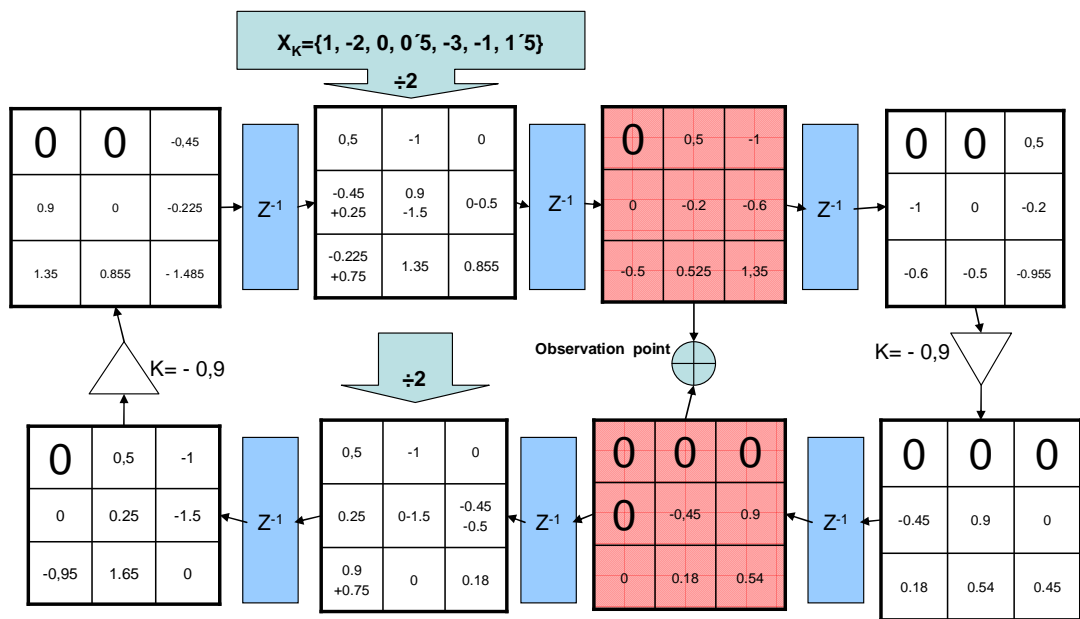 X_K={1, -2, 0, 0´5, -3, -1, 1´5}
÷2
0 0 -0,45
0.9 0 -0.225
1.35 0.855 - 1.485
Z-1
0,5 -1 0
-0.45 +0.25 0.9 -1.5 0-0.5
-0.225 +0.75 1.35 0.855
Z-1
0 0,5 -1
0 -0.2 -0.6
-0.5 0.525 1,35
Z-1
0 0 0,5
-1 0 -0.2
-0.6 -0.5 -0.955
K= - 0,9
÷2
Observation point
K= - 0,9
0 0,5 -1
0 0.25 -1.5
-0,95 1.65 0
Z-1
0,5 -1 0
0.25 0-1.5 -0.45 -0.5
0.9 +0.75 0 0.18
Z-1
0 0 0
0 -0,45 0.9
0 0.18 0.54
Z-1
0 0 0
-0.45 0.9 0
0.18 0.54 0.45